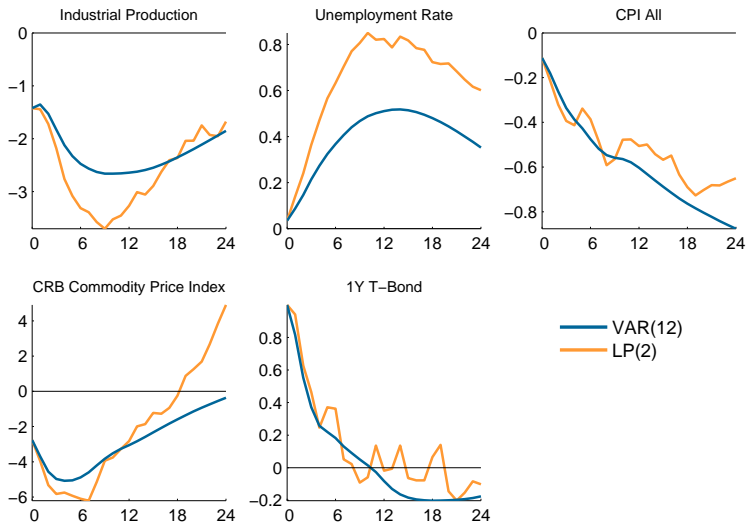 Industrial Production
0
−1
−2
−3
0 6 12 18 24
Unemployment Rate
0.8
0.6
0.4
0.2
0
0 6 12 18 24
CPI All
0
−0.2
−0.4
−0.6
−0.8
0 6 12 18 24
CRB Commodity Price Index
4
2
0
−2
−4
−6
0 6 12 18 24
1Y T−Bond
0.8
0.6
0.4
0.2
0
−0.2
0 6 12 18 24
VAR(12)
LP(2)